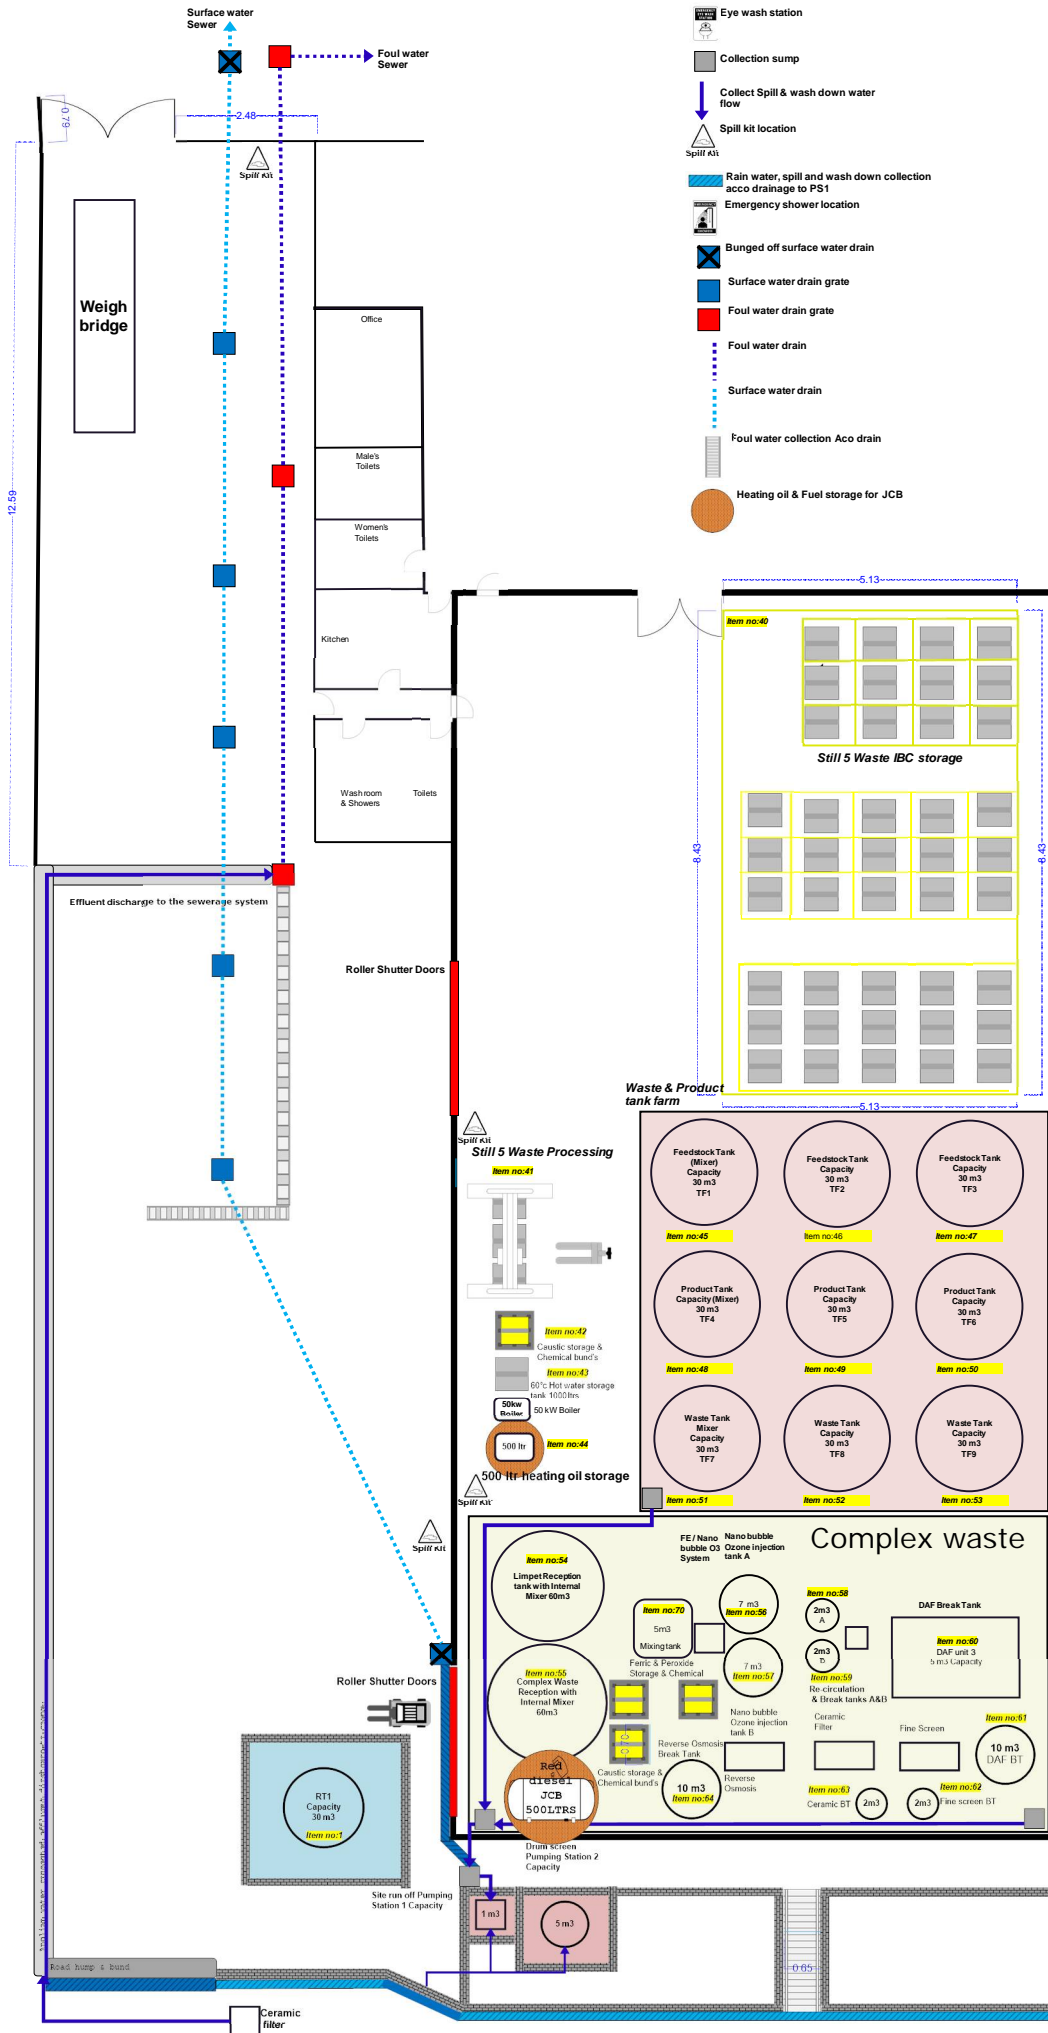 Surface water
Sewer
Foul water
Sewer
Eye wash station
Collection sump
Collect Spill & wash down water
flow
Spill kit location
Spill Kit
Rain water, spill and wash down collection
acco drainage to PS1
Emergency shower location
Bunged off surface water drain
Surface water drain grate
Foul water drain grate
Foul water drain
Surface water drain
Foul water collection Aco drain
Heating oil & Fuel storage for JCB
0.79
2.48
Spill Kit
Weigh
bridge
12.59
Office
Male's
Toilets
Women's
Toilets
Kitchen
Wash room
& Showers
Toilets
5.13
Item no:40
Still 5 Waste IBC storage
8.43
8.43
5.13
Effluent discharge to the sewerage system
Roller Shutter Doors
Waste & Product
tank farm
Spill Kit
Still 5 Waste Processing
Item no:41
Feedstock Tank
(Mixer)
Capacity
30 m3
TF1
Feedstock Tank
Capacity
30 m3
TF2
Feedstock Tank
Capacity
30 m3
TF3
Item no:45
Item no:46
Item no:47
Product Tank
Capacity (Mixer)
30 m3
TF4
Product Tank
Capacity
30 m3
TF5
Product Tank
Capacity
30 m3
TF6
Item no:48
Item no:49
Item no:50
Waste Tank
Mixer
Capacity
30 m3
TF7
Waste Tank
Capacity
30 m3
TF8
Waste Tank
Capacity
30 m3
TF9
Item no:51
Item no:52
Item no:53
Item no:42
Caustic storage &
Chemical bund's
Item no:43
60°c Hot water storage
tank 1000ltrs
50kw
Boiler
50 kW Boiler
500 ltr
Item no:44
500 ltr heating oil storage
Spill Kit
Spill Kit
Complex waste
Item no:54
Limpet Reception
tank with Internal
Mixer 60m3
FE / Nano
bubble O3
System
Nano bubble
Ozone injection
tank A
Item no:70
5m3
Mixing tank
7 m3
Item no:56
7 m3
Item no:57
Item no:58
2m3
A
2m3
Item no:59
Re-circulation
& Break tanks A&B
DAF Break Tank
Item no:60
DAF unit 3
5 m3 Capacity
Item no:55
Complex Waste
Reception with
Internal Mixer
60m3
Ferric & Peroxide
Storage & Chemical
Nano bubble
Ozone injection
tank B
Ceramic
Filter
Fine Screen
Item no:61
10 m3
DAF BT
Caustic storage &
Chemical bund's
Reverse Osmosis
Break Tank
10 m3
Item no:64
Reverse
Osmosis
Item no:63
Ceramic BT
2m3
2m3
Item no:62
Fine screen BT
Roller Shutter Doors
Red
diesel
JCB
500LTRS
Drum screen
Pumping Station 2
Capacity
RT1
Capacity
30 m3
Item no:1
Site run off Pumping
Station 1 Capacity
1 m3
5 m3
0.65
Road hump & bund
Ceramic
filter